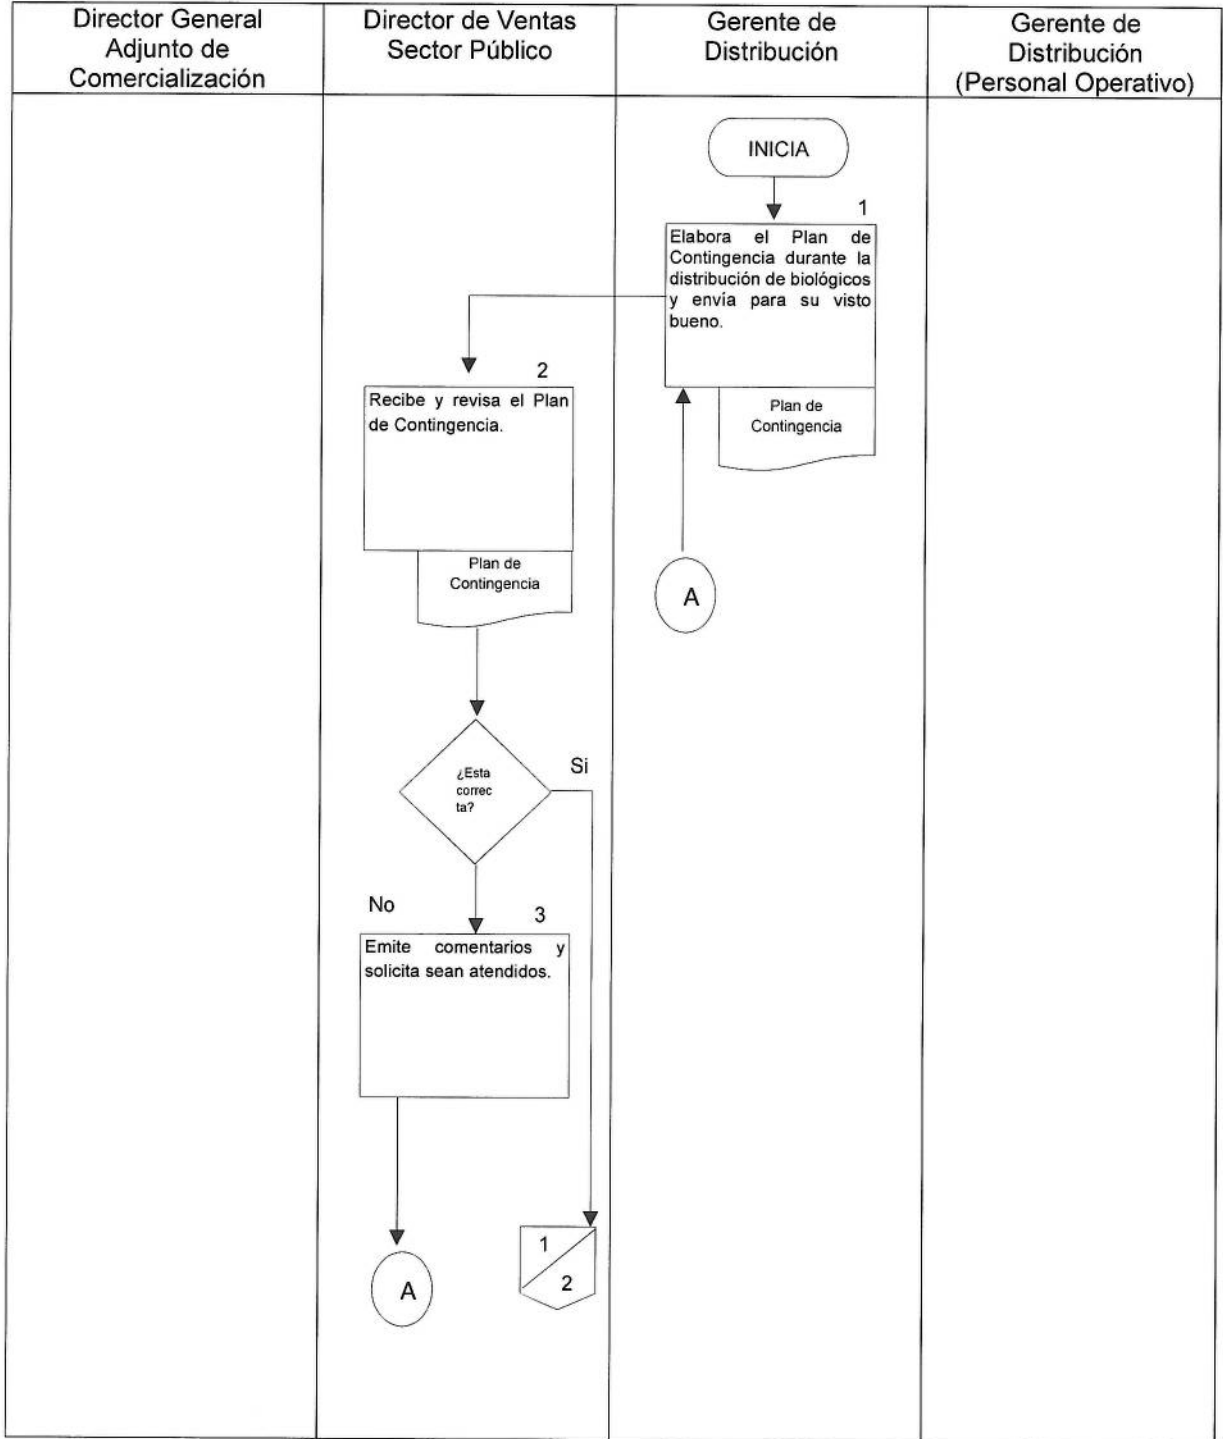 Director General
Adjunto de
Comercialización
Director de Ventas
Sector Público
Gerente de
Distribución
Gerente de
Distribución
(Personal Operativo)
INICIA
1
Elabora el Plan de
Contingencia durante la
distribución de biológicos
y envía para su visto
bueno.
Plan de
Contingencia
A
2
Recibe y revisa el Plan
de Contingencia.
Plan de
Contingencia
¿Esta
correc
ta?
Si
No
3
Emite comentarios y
solicita sean atendidos.
A
1
2